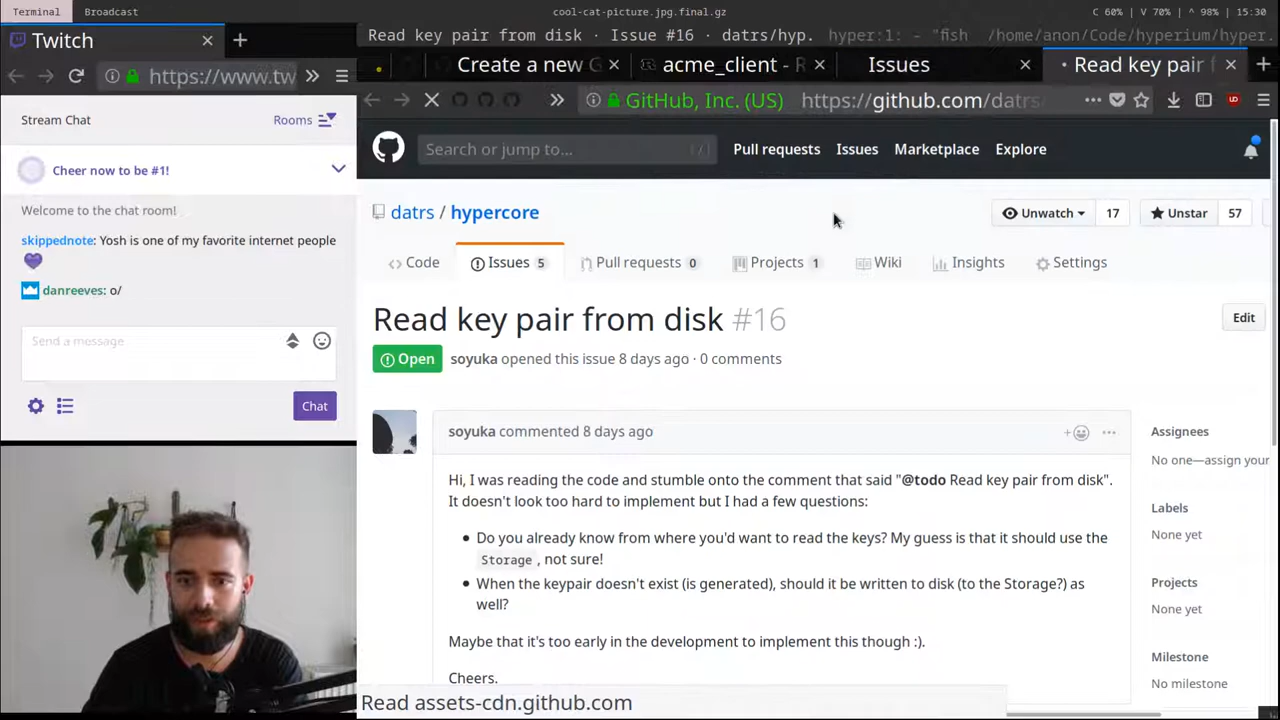 Terminal Broadcast cool-cat-picture.jpg.final.gz C 60% | V 70% | ^ 98% | 15:30
Twitch
https://www.tw
Stream Chat Rooms
Cheer now to be #1!
Welcome to the chat room!
skippednote: Yosh is one of my favorite internet people
danreeves: o/
Send a message
Chat
Read key pair from disk · Issue #16 · datrs/hyp. hyper:1: - "fish /home/anon/Code/hyperium/hyper.
Create a new G acme_client - R Issues Read key pair f
GitHub, Inc. (US) https://github.com/datrs/
Search or jump to... / Pull requests Issues Marketplace Explore
datrs / hypercore Unwatch 17 Unstar 57
Code Issues 5 Pull requests 0 Projects 1 Wiki Insights Settings
Read key pair from disk #16 Edit
Open soyuka opened this issue 8 days ago · 0 comments
soyuka commented 8 days ago
Hi, I was reading the code and stumble onto the comment that said "@todo Read key pair from disk".
It doesn't look too hard to implement but I had a few questions:
• Do you already know from where you'd want to read the keys? My guess is that it should use the
Storage , not sure!
• When the keypair doesn't exist (is generated), should it be written to disk (to the Storage?) as
well?
Maybe that it's too early in the development to implement this though :).
Cheers.
Assignees
No one—assign your
Labels
None yet
Projects
None yet
Milestone
No milestone
Read assets-cdn.github.com